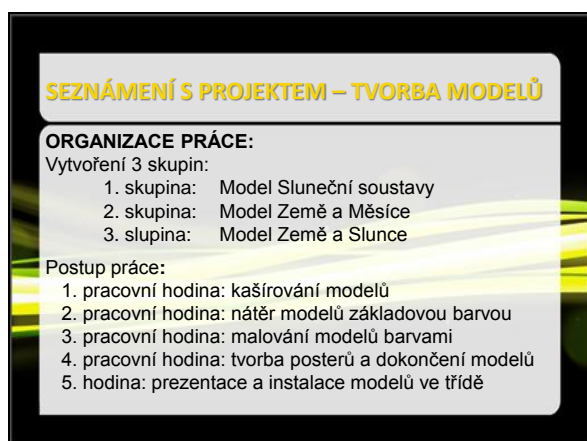 SEZNÁMENÍ S PROJEKTEM – TVORBA MODELŮ
ORGANIZACE PRÁCE:
Vytvoření 3 skupin:
1. skupina: Model Sluneční soustavy
2. skupina: Model Země a Měsíce
3. slupina: Model Země a Slunce
Postup práce:
1. pracovní hodina: kašírování modelů
2. pracovní hodina: nátěr modelů základovou barvou
3. pracovní hodina: malování modelů barvami
4. pracovní hodina: tvorba posterů a dokončení modelů
5. hodina: prezentace a instalace modelů ve třídě